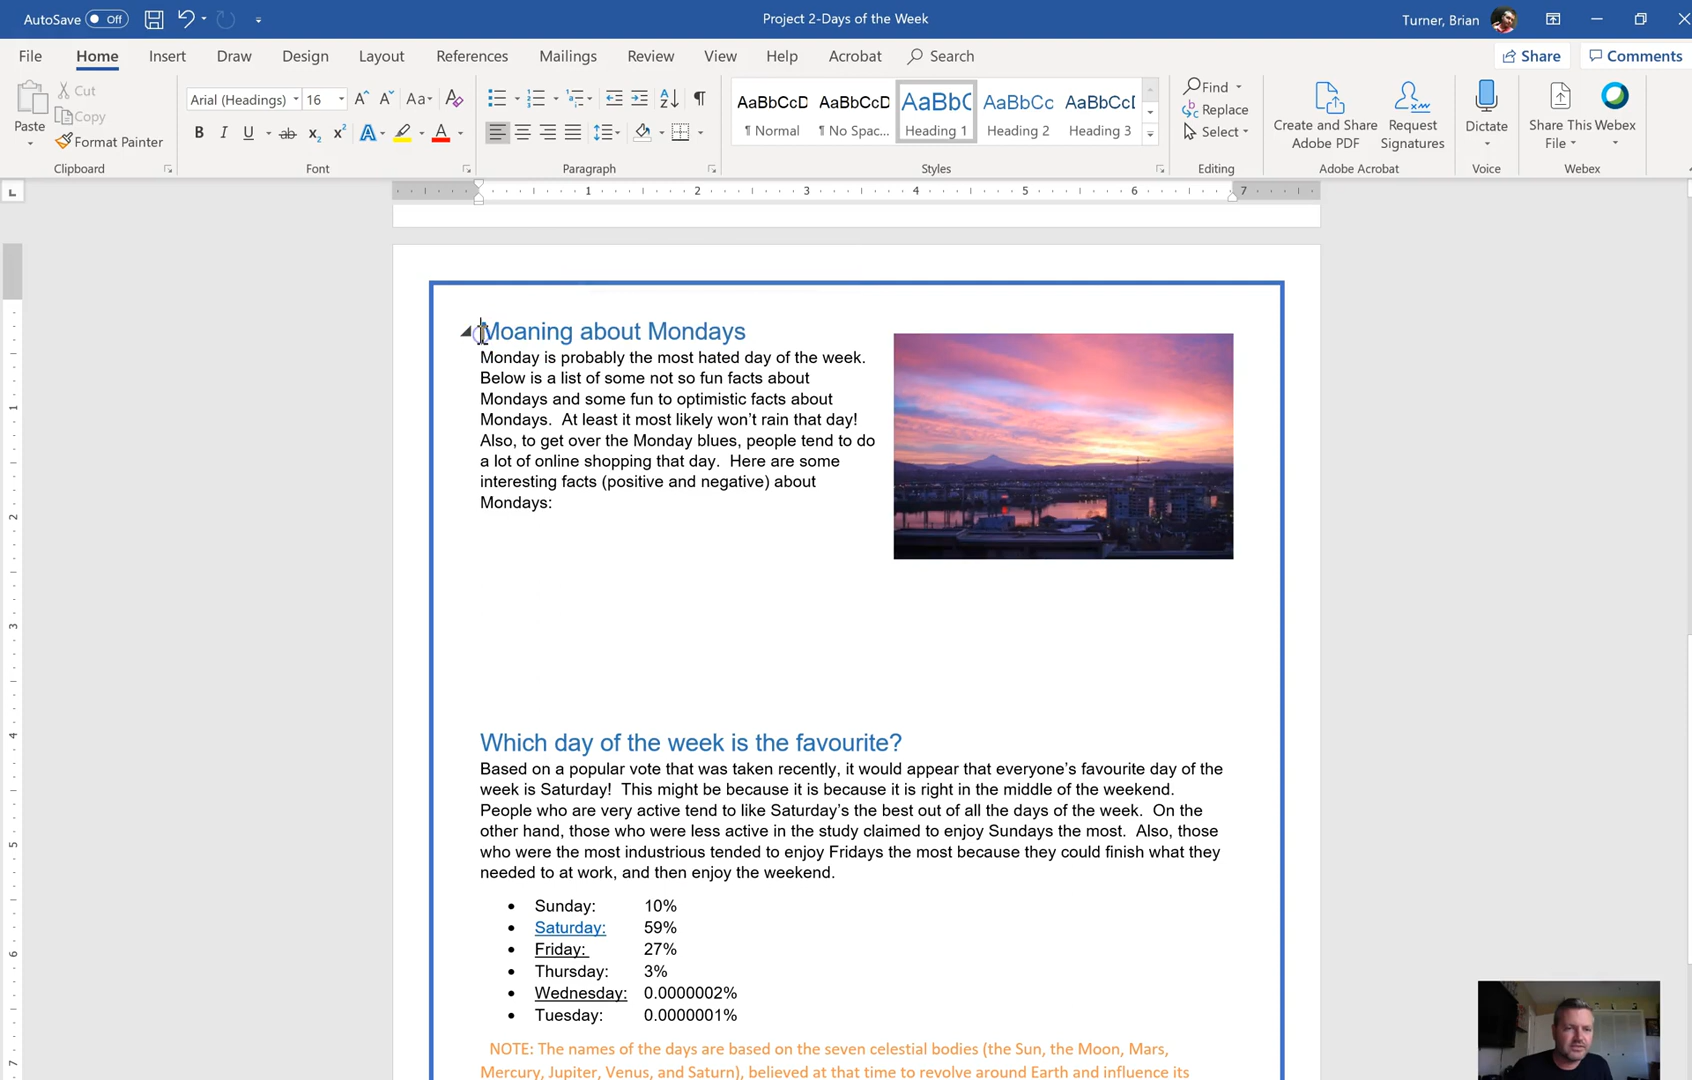 AutoSave Off
Project 2-Days of the Week
Turner, Brian
File Home Insert Draw Design Layout References Mailings Review View Help Acrobat Search
Share Comments
Paste
Cut
Copy
Format Painter
Clipboard
Arial (Headings) 16
Font
Paragraph
AaBbCcD AaBbCcD AaBbC AaBbCc AaBbCcD
¶ Normal ¶ No Spac... Heading 1 Heading 2 Heading 3
Styles
Find
Replace
Select
Editing
Create and Share
Adobe PDF
Request
Signatures
Adobe Acrobat
Dictate
Voice
Share This
File
Webex
Webex
1 2 3 4 5 6 7
1
2
3
4
5
6
7
Moaning about Mondays
Monday is probably the most hated day of the week.
Below is a list of some not so fun facts about
Mondays and some fun to optimistic facts about
Mondays. At least it most likely won't rain that day!
Also, to get over the Monday blues, people tend to do
a lot of online shopping that day. Here are some
interesting facts (positive and negative) about
Mondays:
Which day of the week is the favourite?
Based on a popular vote that was taken recently, it would appear that everyone's favourite day of the
week is Saturday! This might be because it is because it is right in the middle of the weekend.
People who are very active tend to like Saturday's the best out of all the days of the week. On the
other hand, those who were less active in the study claimed to enjoy Sundays the most. Also, those
who were the most industrious tended to enjoy Fridays the most because they could finish what they
needed to at work, and then enjoy the weekend.
• Sunday: 10%
• Saturday: 59%
• Friday: 27%
• Thursday: 3%
• Wednesday: 0.0000002%
• Tuesday: 0.0000001%
NOTE: The names of the days are based on the seven celestial bodies (the Sun, the Moon, Mars,
Mercury, Jupiter, Venus, and Saturn), believed at that time to revolve around Earth and influence its